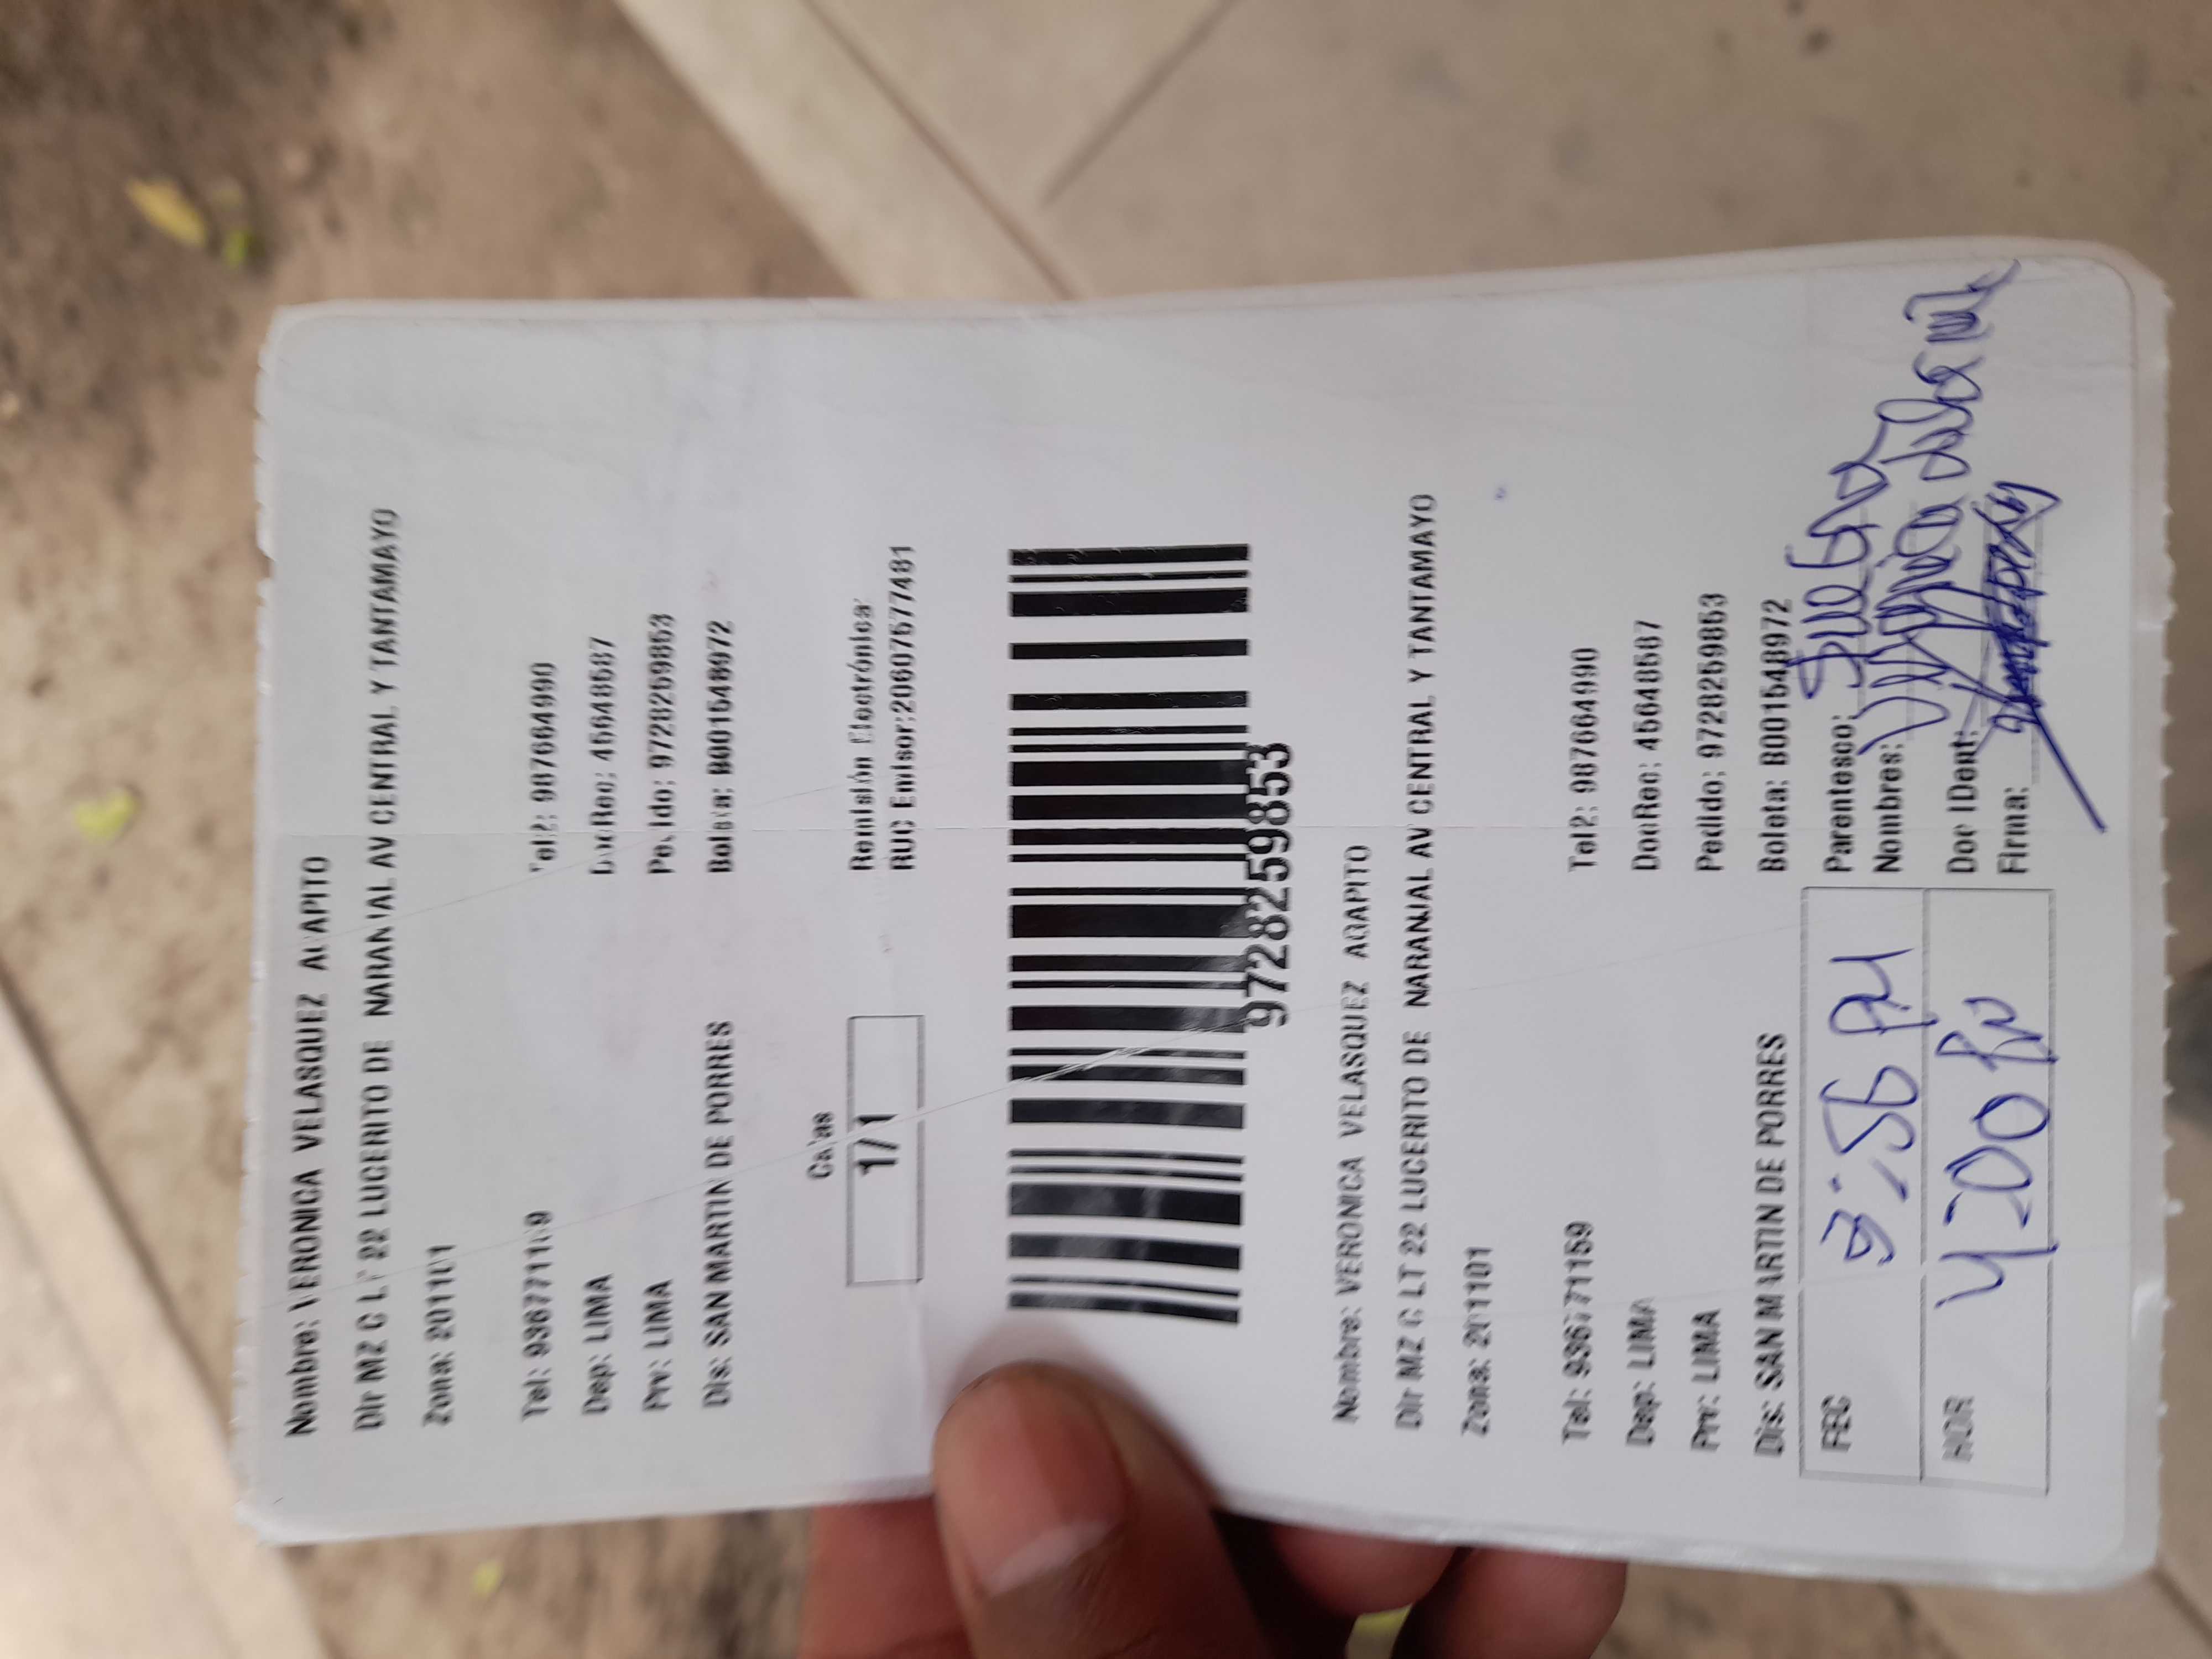 Nombre: VERONICA VELASQUEZ AGAPITO
Dir MZ C LT 22 LUCERITO DE NARANJAL AV CENTRAL Y TANTAMAYO
Zona: 201101
Tel: 936771159 Tel2: 987664990
Dep: LIMA DocRec: 45648587
Prv: LIMA Pedido: 9728259853
Dis: SAN MARTIN DE PORRES Boleta: B001548972
Cajas
1/1
Remisión Electrónica:
RUC Emisor:20607577481
9728259853
Nombre: VERONICA VELASQUEZ AGAPITO
Dir MZ C LT 22 LUCERITO DE NARANJAL AV CENTRAL Y TANTAMAYO
Zona: 201101
Tel: 936771159 Tel2: 987664990
Dep: LIMA DocRec: 45648587
Prv: LIMA Pedido: 9728259853
Dis: SAN MARTIN DE PORRES Boleta: B001548972
FEC 3:56 PM Parentesco: Suegra
Nombres:
HOR 4:00 PM Doc IDent:
Firma: